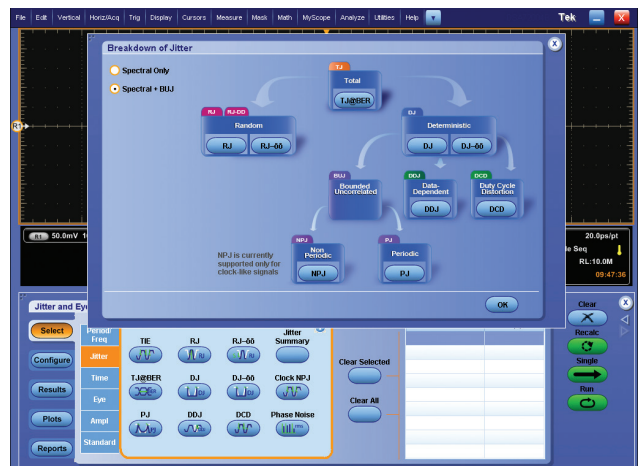 File Edit Vertical Horiz/Acq Trig Display Cursors Measure Mask Math MyScope Analyze Utilities Help Tek X
Breakdown of Jitter X
Spectral Only
Spectral + BUJ
TJ
Total
TJ@BER
RJ RJ-DD
Random
RJ RJ-δδ
DJ
Deterministic
DJ DJ-δδ
BUJ
Bounded
Uncorrelated
DDJ
Data-
Dependent
DDJ
DCD
Duty Cycle
Distortion
DCD
NPJ
Non
Periodic
NPJ
PJ
Periodic
PJ
NPJ is currently
supported only for
clock-like signals
OK
R1
R1 50.0mV
20.0ps/pt
RL:10.0M
09:47:36
Jitter and Ey X
Select
Configure
Results
Plots
Reports
Period/
Freq
Jitter
Time
Eye
Ampl
Standard
TIE RJ RJ-δδ Jitter
Summary
TJ@BER DJ DJ-δδ Clock NPJ
PJ DDJ DCD Phase Noise
Clear Selected
Clear All
Clear
Recalc
Single
Run